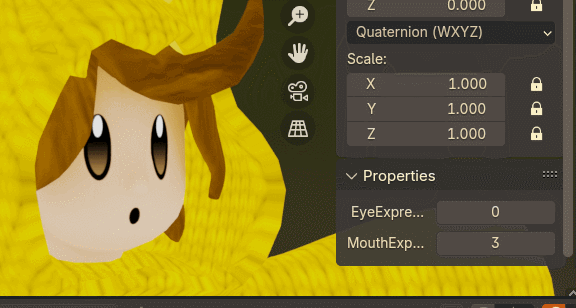 Z 0.000
Quaternion (WXYZ)
Scale:
X 1.000
Y 1.000
Z 1.000
Properties
EyeExpre... 0
MouthExp... 3